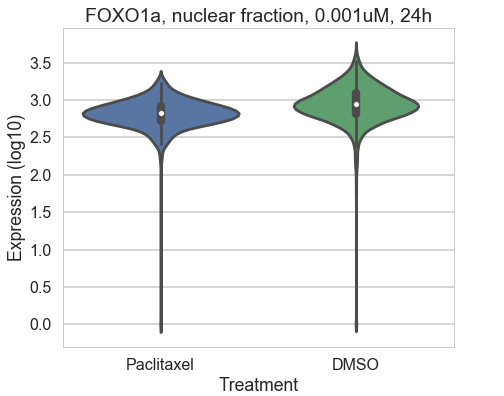 FOXO1a, nuclear fraction, 0.001uM, 24h
Expression (log10)
3.5
3.0
2.5
2.0
1.5
1.0
0.5
0.0
Paclitaxel DMSO
Treatment